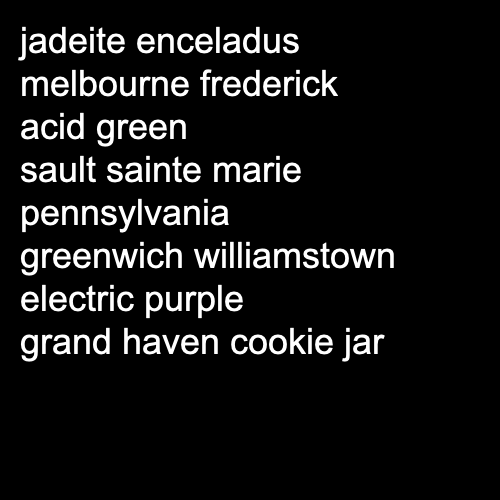 jadeite enceladus
melbourne frederick
acid green
sault sainte marie
pennsylvania
greenwich williamstown
electric purple
grand haven cookie jar